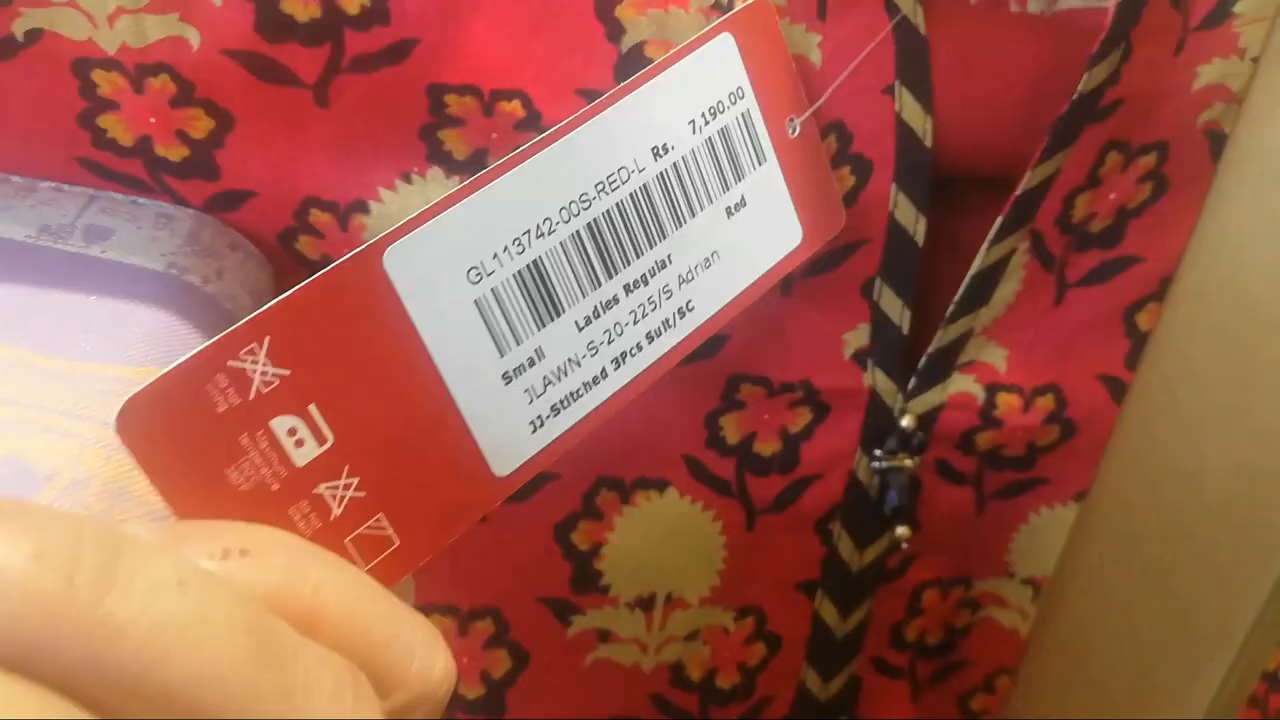 GL113742-00S-RED-L Rs. 7,190.00
Small Ladies Regular Red
JLAWN-S-20-225/S Adrian
JJ-Stitched 3Pcs Suit/SC